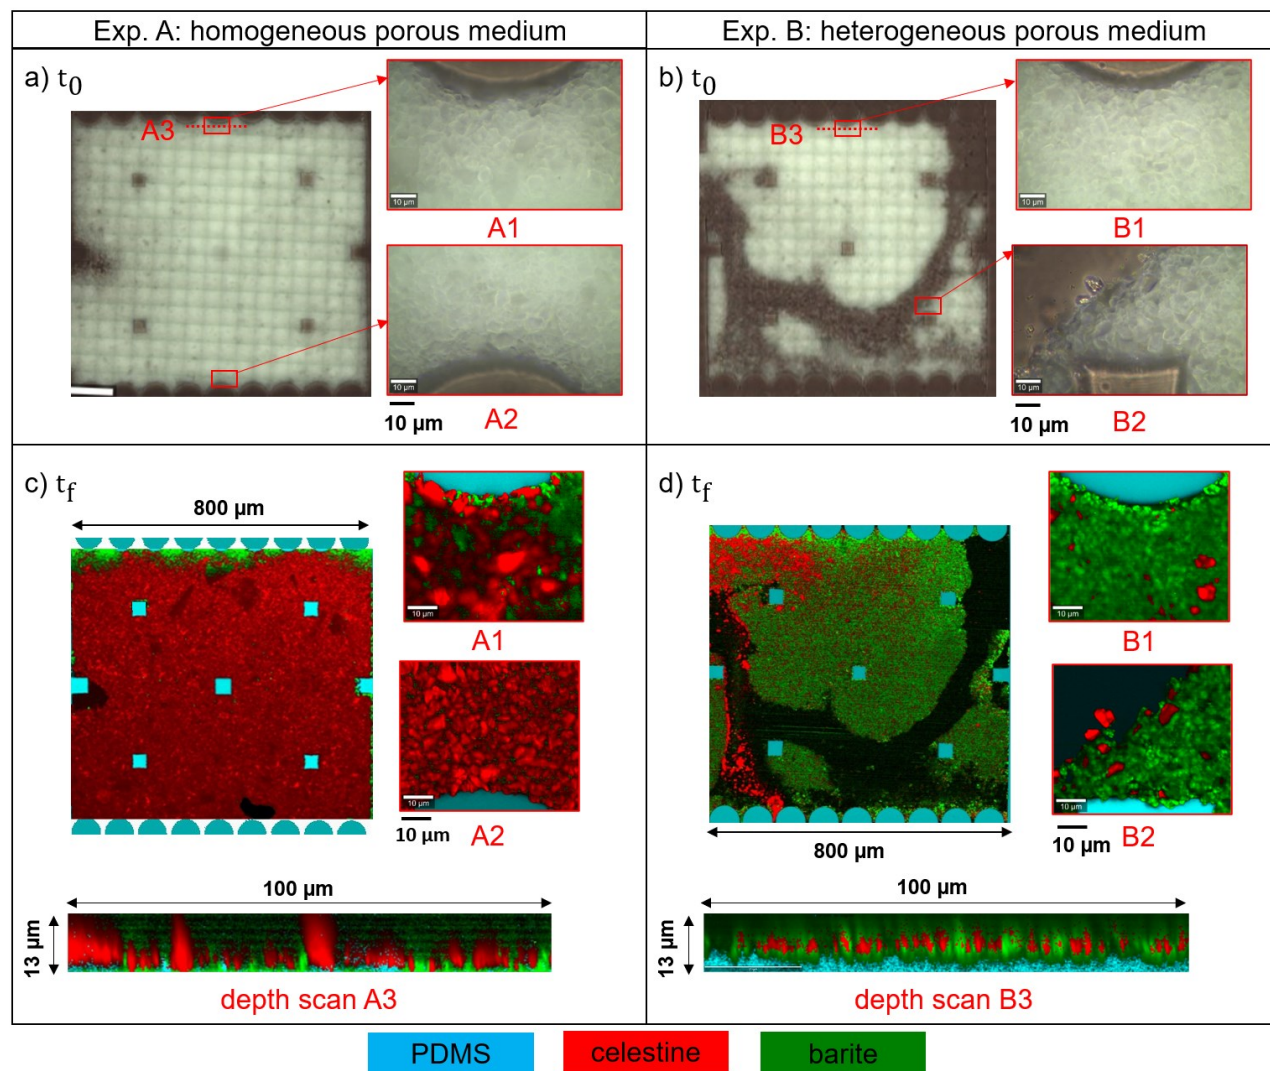 Exp. A: homogeneous porous medium
Exp. B: heterogeneous porous medium
a) t0
A3
10 µm
A1
10 µm
10 µm
A2
b) t0
B3
10 µm
B1
10 µm
10 µm
B2
c) tf
800 µm
10 µm
A1
10 µm
10 µm
A2
100 µm
13 µm
depth scan A3
d) tf
800 µm
10 µm
B1
10 µm
10 µm
B2
100 µm
13 µm
depth scan B3
PDMS
celestine
barite